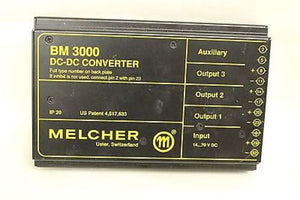 BM 3000
DC-DC CONVERTER
Full type number on back plate
If inhibit is not used, connect pin 2 with pin 23
IP 20 US Patent 4,517,633
MELCHER
Uster, Switzerland
m
Auxiliary
Output 3
Output 2
Output 1
Input
14...70 V DC